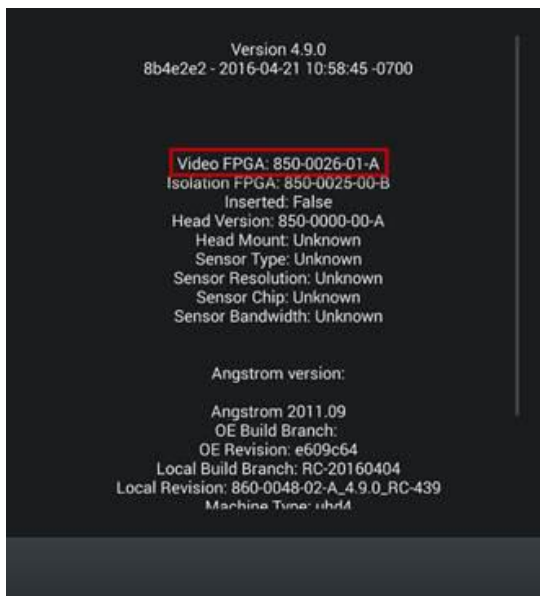 Version 4.9.0
8b4e2e2 - 2016-04-21 10:58:45 -0700
Video FPGA: 850-0026-01-A
Isolation FPGA: 850-0025-00-B
Inserted: False
Head Version: 850-0000-00-A
Head Mount: Unknown
Sensor Type: Unknown
Sensor Resolution: Unknown
Sensor Chip: Unknown
Sensor Bandwidth: Unknown
Angstrom version:
Angstrom 2011.09
OE Build Branch:
OE Revision: e609c64
Local Build Branch: RC-20160404
Local Revision: 860-0048-02-A_4.9.0_RC-439
Machine Type: uhd4